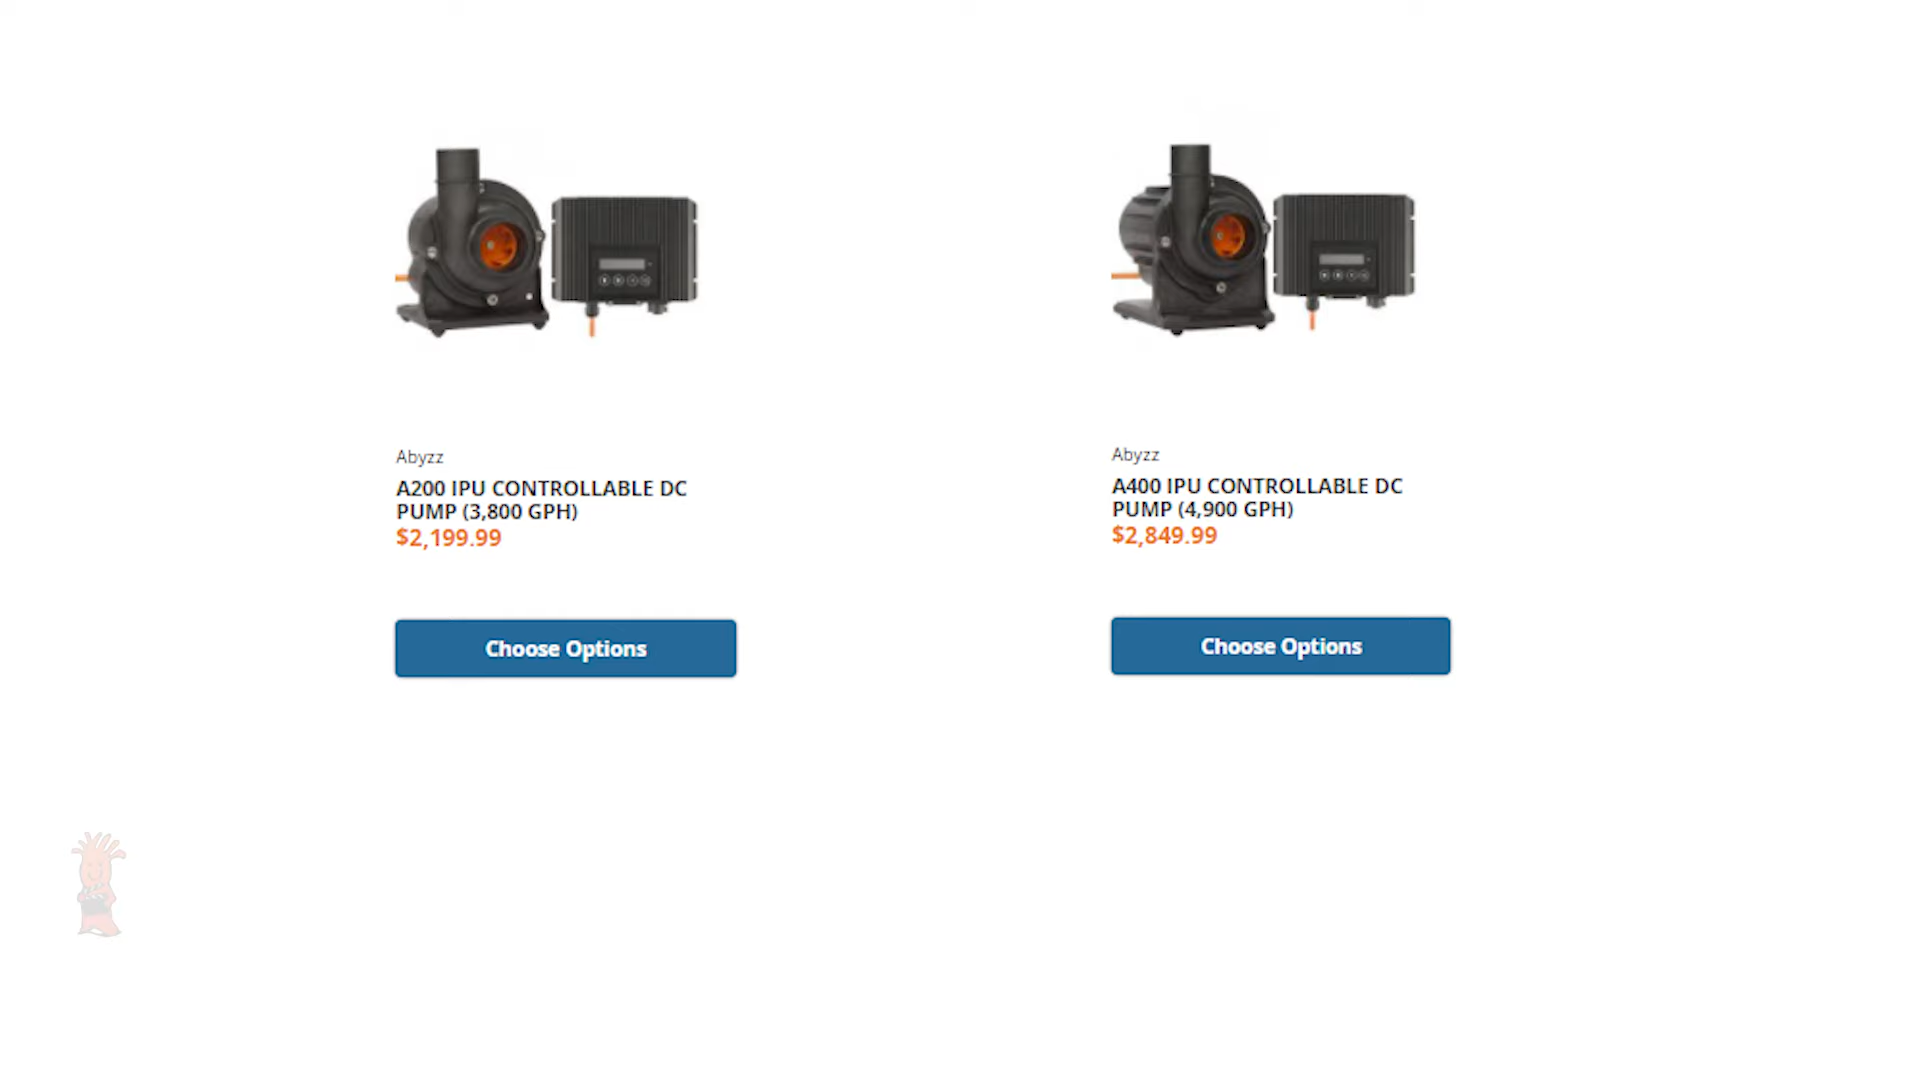 Abyzz
A200 IPU CONTROLLABLE DC
PUMP (3,800 GPH)
$2,199.99
Choose Options
Abyzz
A400 IPU CONTROLLABLE DC
PUMP (4,900 GPH)
$2,849.99
Choose Options